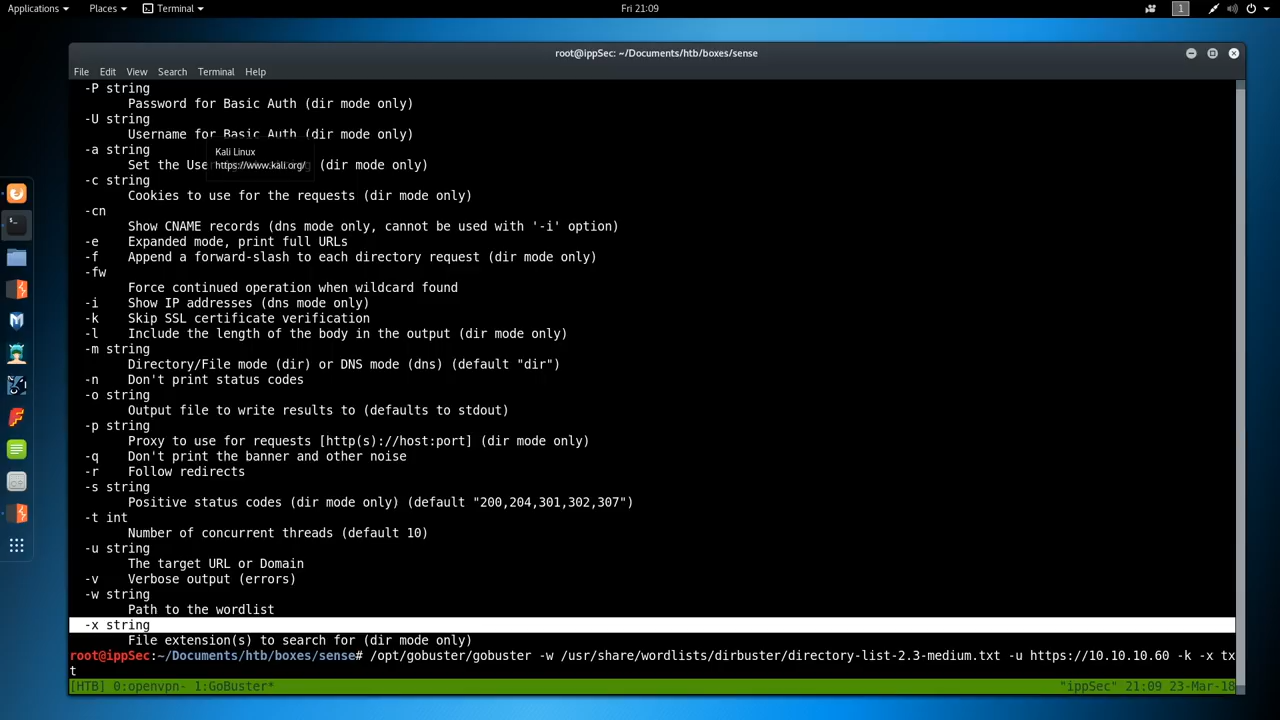 Applications Places Terminal Fri 21:09 1
root@ippSec: ~/Documents/htb/boxes/sense
File Edit View Search Terminal Help
-P string
Password for Basic Auth (dir mode only)
-U string
Username for Basic Auth (dir mode only)
-a string
Set the Use (dir mode only)
Kali Linux
https://www.kali.org/
-c string
Cookies to use for the requests (dir mode only)
-cn
Show CNAME records (dns mode only, cannot be used with '-i' option)
-e Expanded mode, print full URLs
-f Append a forward-slash to each directory request (dir mode only)
-fw
Force continued operation when wildcard found
-i Show IP addresses (dns mode only)
-k Skip SSL certificate verification
-l Include the length of the body in the output (dir mode only)
-m string
Directory/File mode (dir) or DNS mode (dns) (default "dir")
-n Don't print status codes
-o string
Output file to write results to (defaults to stdout)
-p string
Proxy to use for requests [http(s)://host:port] (dir mode only)
-q Don't print the banner and other noise
-r Follow redirects
-s string
Positive status codes (dir mode only) (default "200,204,301,302,307")
-t int
Number of concurrent threads (default 10)
-u string
The target URL or Domain
-v Verbose output (errors)
-w string
Path to the wordlist
-x string
File extension(s) to search for (dir mode only)
root@ippSec:~/Documents/htb/boxes/sense# /opt/gobuster/gobuster -w /usr/share/wordlists/dirbuster/directory-list-2.3-medium.txt -u https://10.10.10.60 -k -x tx
t
[HTB] 0:openvpn- 1:GoBuster* "ippSec" 21:09 23-Mar-18